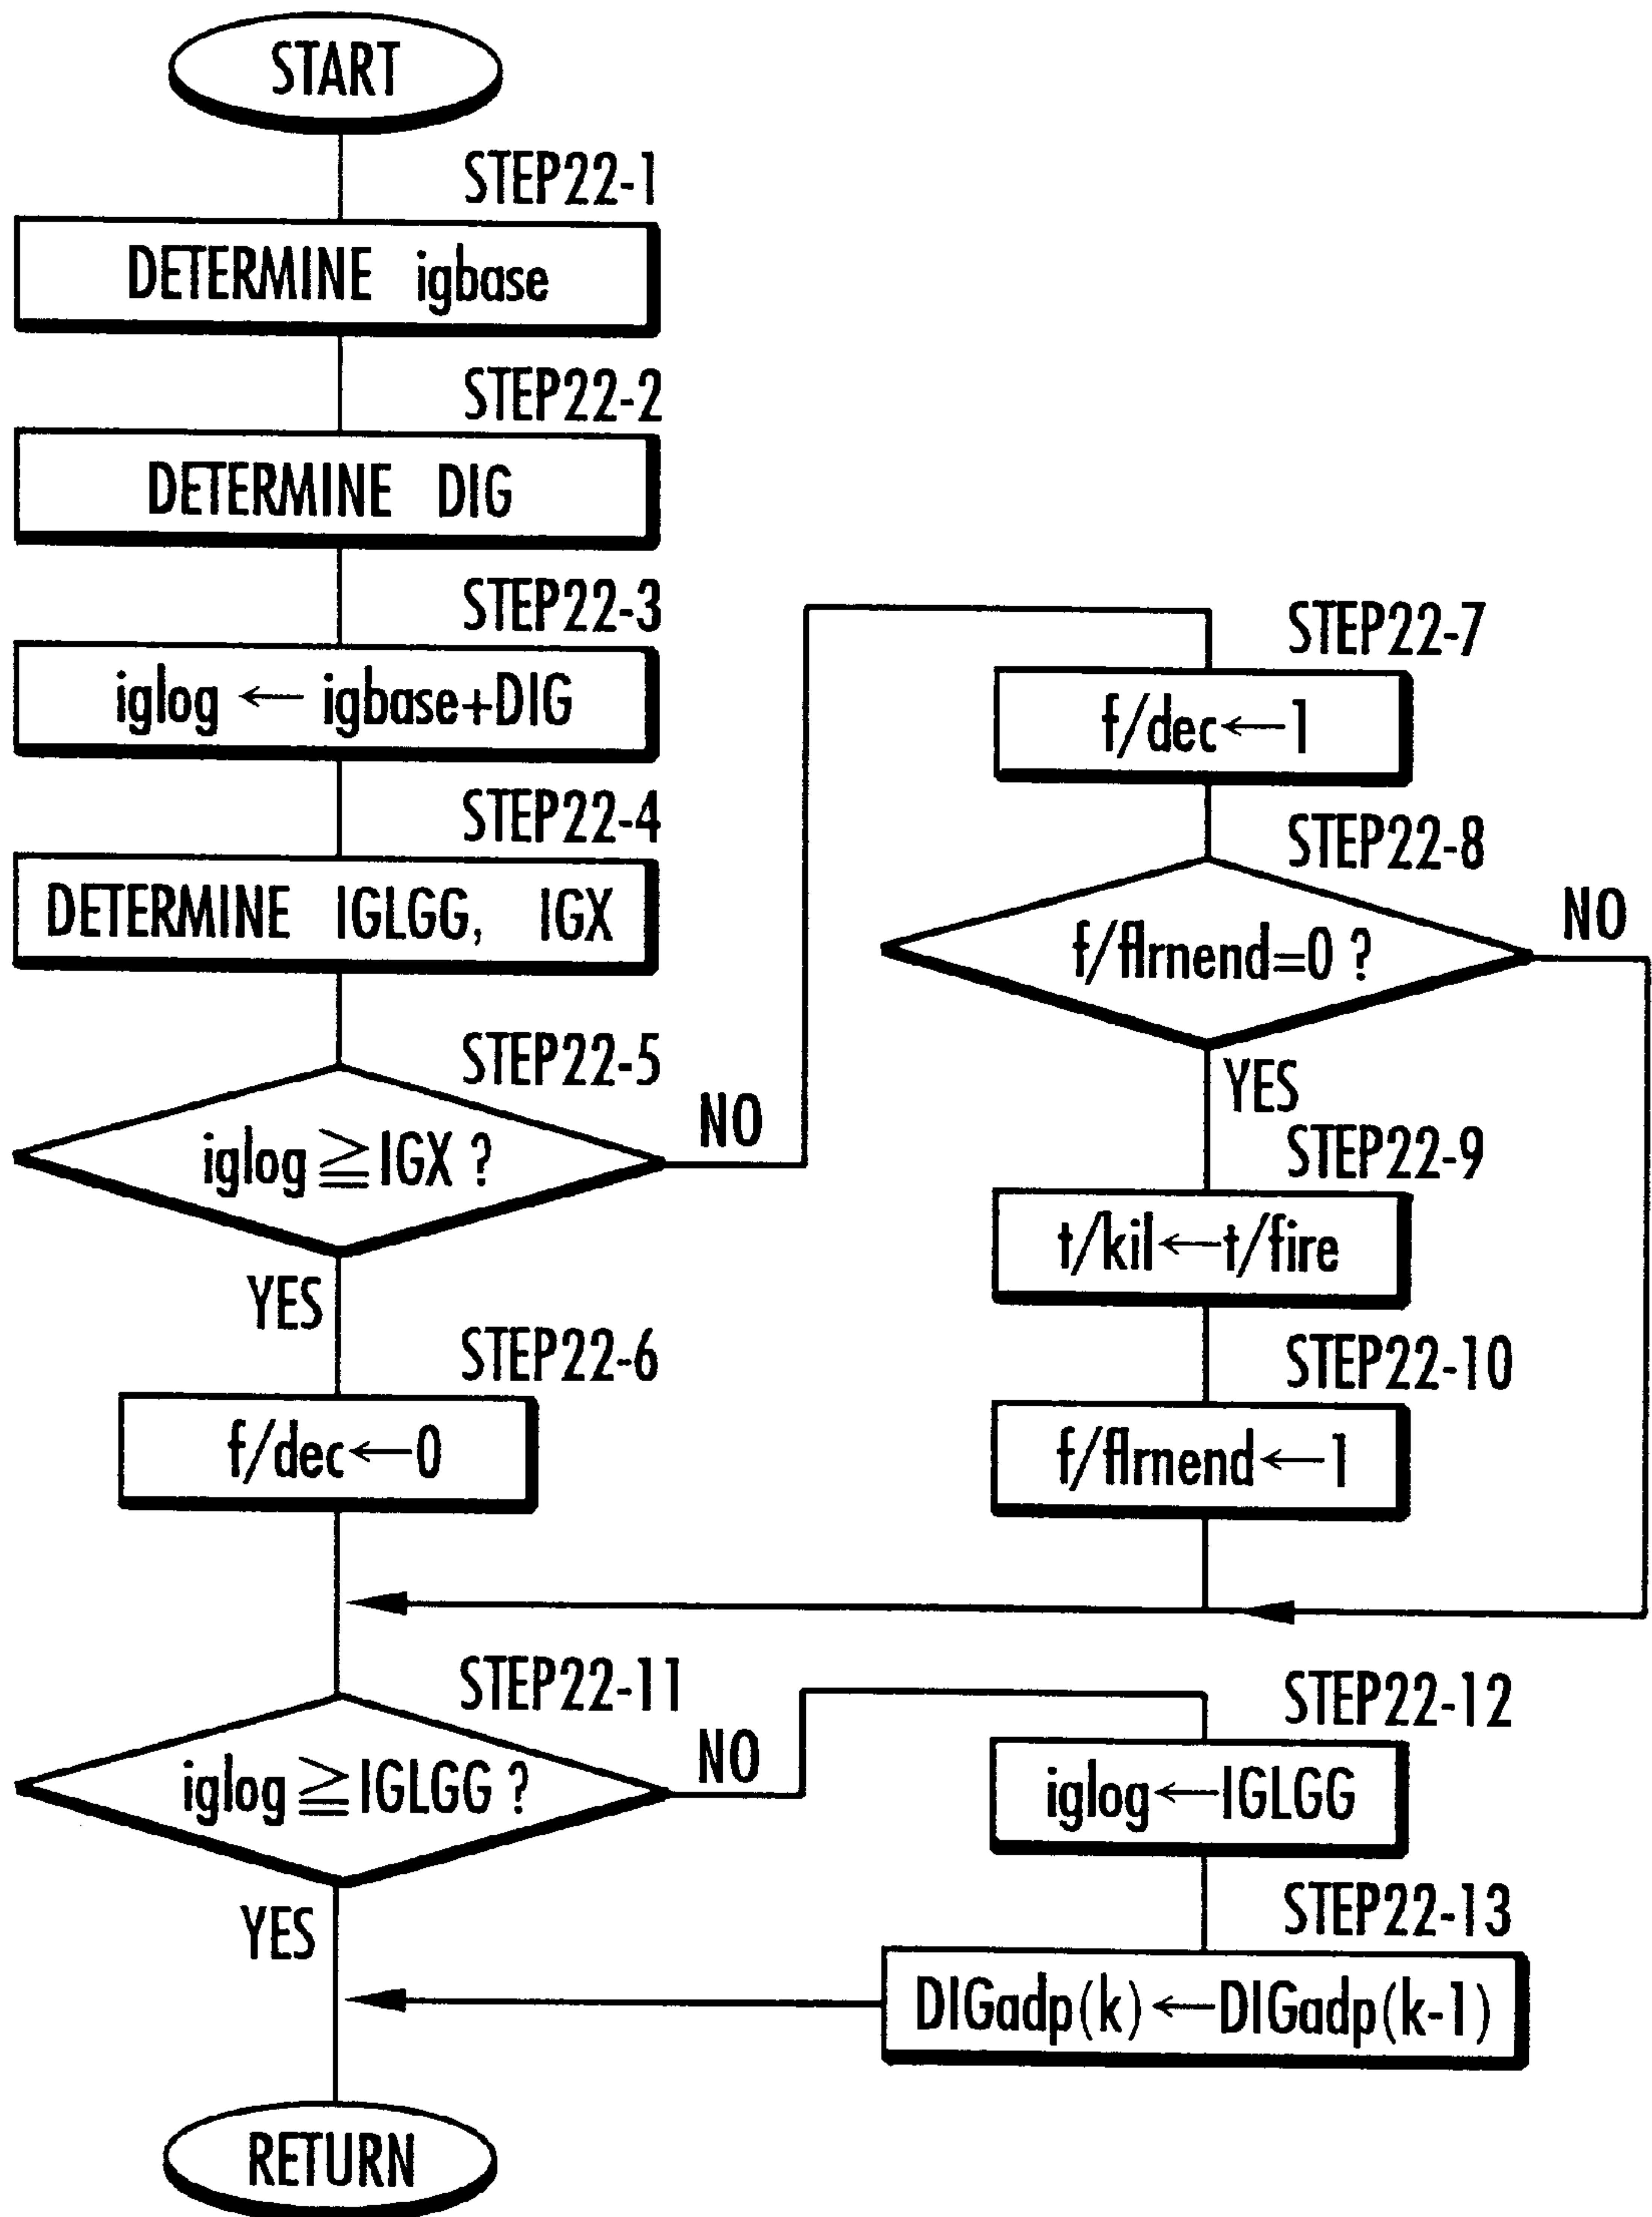 START
STEP22-1
DETERMINE igbase
STEP22-2
DETERMINE DIG
STEP22-3
iglog ← igbase+DIG
STEP22-4
DETERMINE IGLGG, IGX
STEP22-5
iglog ≧ IGX ?
NO
YES
STEP22-6
f/dec←0
STEP22-7
f/dec←1
STEP22-8
f/flrnend=0 ?
NO
YES
STEP22-9
t/kil←t/fire
STEP22-10
f/flrnend←1
STEP22-11
iglog ≧ IGLGG ?
NO
YES
STEP22-12
iglog←IGLGG
STEP22-13
DIGadp(k)←DIGadp(k-1)
RETURN